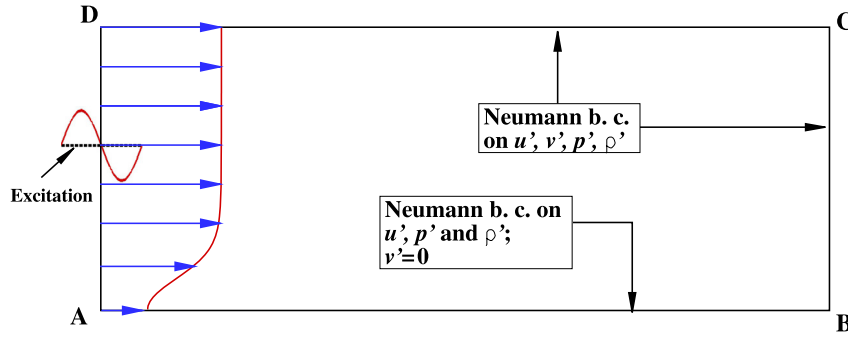 D
C
Neumann b. c.
on u’, v’, p’, ρ’
Excitation
Neumann b. c. on
u’, p’ and ρ’;
v’=0
A
B